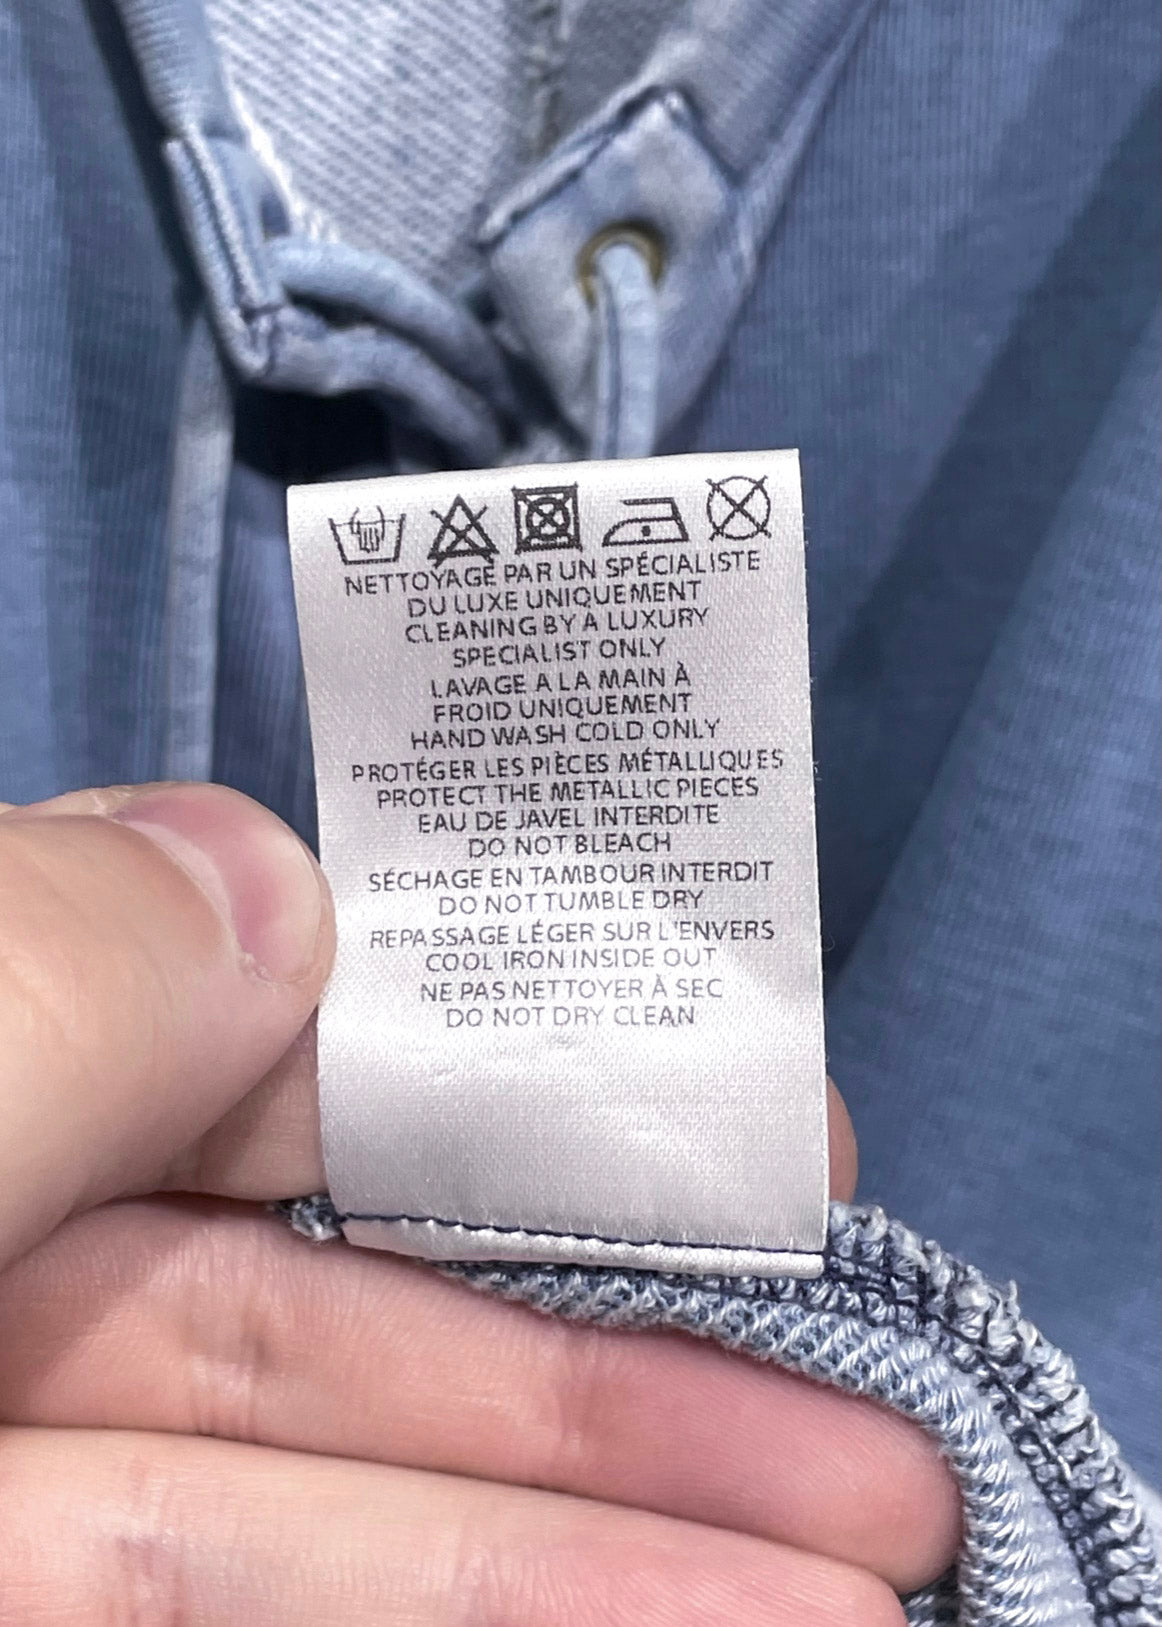 NETTOYAGE PAR UN SPÉCIALISTE
DU LUXE UNIQUEMENT
CLEANING BY A LUXURY
SPECIALIST ONLY
LAVAGE A LA MAIN À
FROID UNIQUEMENT
HAND WASH COLD ONLY
PROTÉGER LES PIÈCES MÉTALLIQUES
PROTECT THE METALLIC PIECES
EAU DE JAVEL INTERDITE
DO NOT BLEACH
SÉCHAGE EN TAMBOUR INTERDIT
DO NOT TUMBLE DRY
REPASSAGE LÉGER SUR L'ENVERS
COOL IRON INSIDE OUT
NE PAS NETTOYER À SEC
DO NOT DRY CLEAN